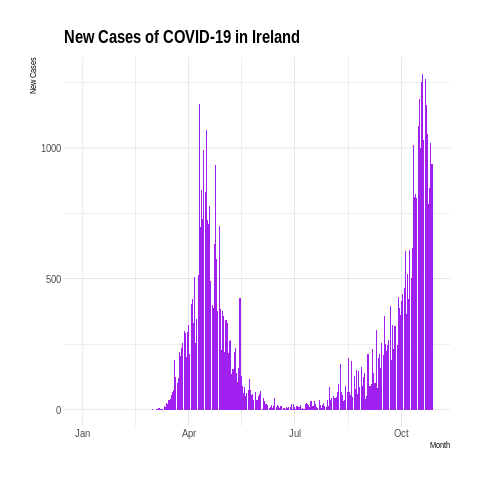 New Cases of COVID-19 in Ireland
New Cases
1000
500
0
Jan Apr Jul Oct
Month